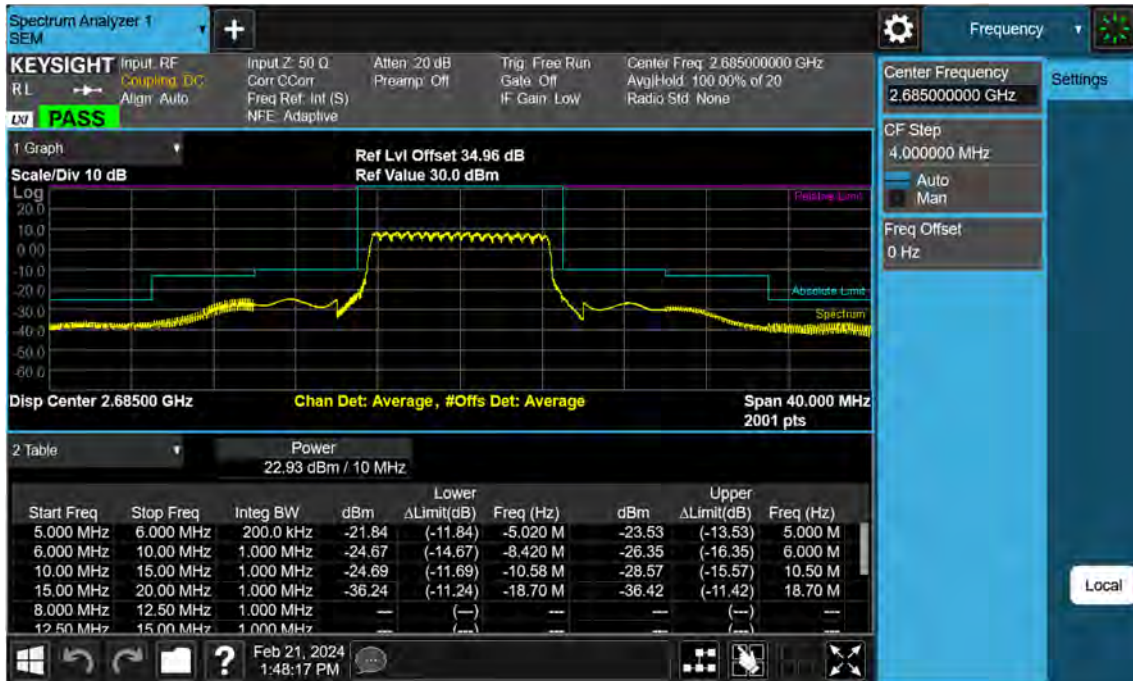 Spectrum Analyzer 1
SEM
+
Frequency
KEYSIGHT
RL
LXI
PASS
Input: RF
Coupling: DC
Align: Auto
Input Z: 50 Ω
Corr CCorr
Freq Ref: Int (S)
NFE: Adaptive
Atten: 20 dB
Preamp: Off
Trig: Free Run
Gate: Off
IF Gain: Low
Center Freq: 2.685000000 GHz
Avg|Hold: 100.00% of 20
Radio Std: None
1 Graph
Scale/Div 10 dB
Ref Lvl Offset 34.96 dB
Ref Value 30.0 dBm
Log
20.0
10.0
0.00
-10.0
-20.0
-30.0
-40.0
-50.0
-60.0
Relative Limit
Absolute Limit
Spectrum
Disp Center 2.68500 GHz
Chan Det: Average, #Offs Det: Average
Span 40.000 MHz
2001 pts
2 Table
Power
22.93 dBm / 10 MHz
Lower Upper
Start Freq Stop Freq Integ BW dBm ΔLimit(dB) Freq (Hz) dBm ΔLimit(dB) Freq (Hz)
5.000 MHz 6.000 MHz 200.0 kHz -21.84 (-11.84) -5.020 M -23.53 (-13.53) 5.000 M
6.000 MHz 10.00 MHz 1.000 MHz -24.67 (-14.67) -8.420 M -26.35 (-16.35) 6.000 M
10.00 MHz 15.00 MHz 1.000 MHz -24.69 (-11.69) -10.58 M -28.57 (-15.57) 10.50 M
15.00 MHz 20.00 MHz 1.000 MHz -36.24 (-11.24) -18.70 M -36.42 (-11.42) 18.70 M
8.000 MHz 12.50 MHz 1.000 MHz --- (---) --- --- (---) ---
12.50 MHz 15.00 MHz 1.000 MHz --- (---) --- --- (---) ---
?
Feb 21, 2024
1:48:17 PM
Center Frequency
2.685000000 GHz
Settings
CF Step
4.000000 MHz
Auto
Man
Freq Offset
0 Hz
Local